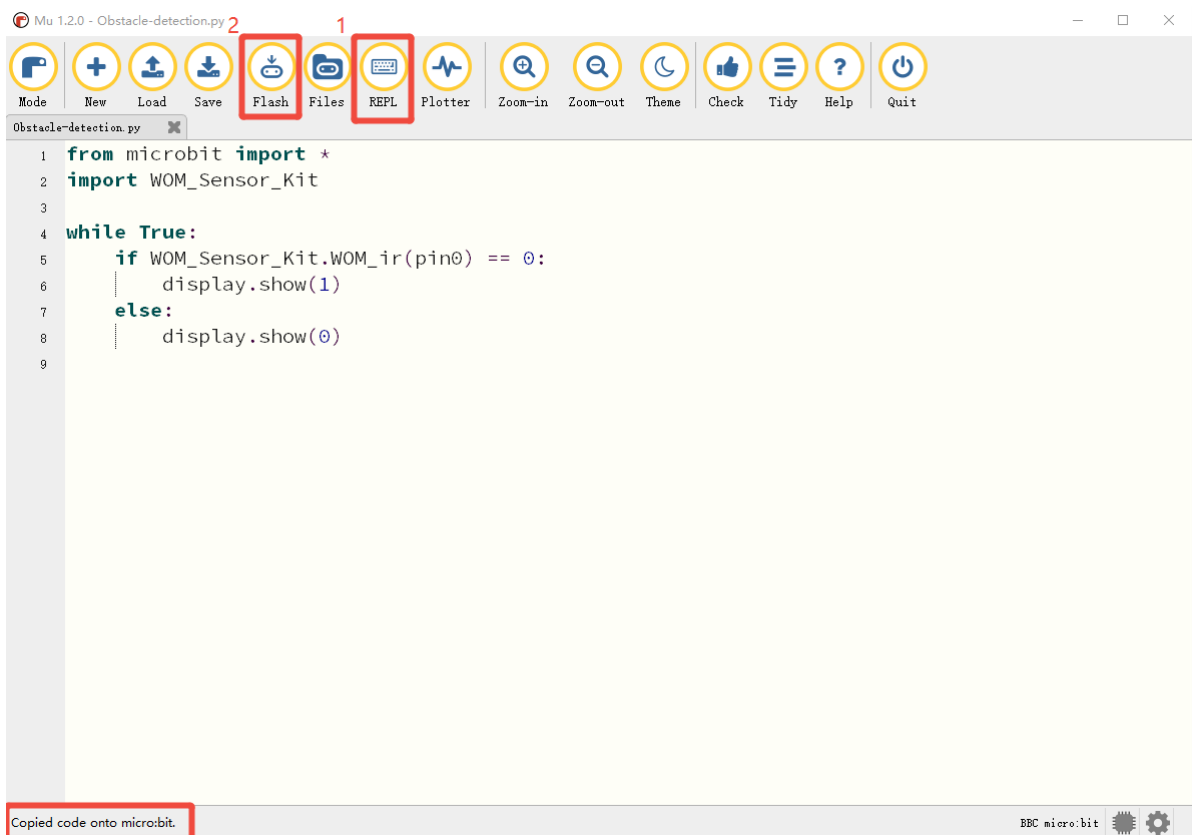 Mu 1.2.0 - Obstacle-detection.py
2 1
Mode New Load Save Flash Files REPL Plotter Zoom-in Zoom-out Theme Check Tidy Help Quit
Obstacle-detection.py
1 from microbit import *
2 import WOM_Sensor_Kit
3
4 while True:
5     if WOM_Sensor_Kit.WOM_ir(pin0) == 0:
6         display.show(1)
7     else:
8         display.show(0)
9
Copied code onto micro:bit. BBC micro:bit